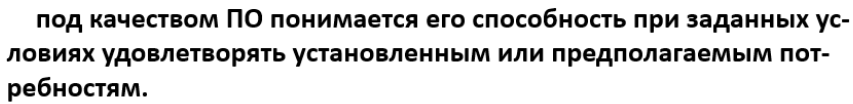 под качеством ПО понимается его способность при заданных ус-
ловиях удовлетворять установленным или предполагаемым пот-
ребностям.